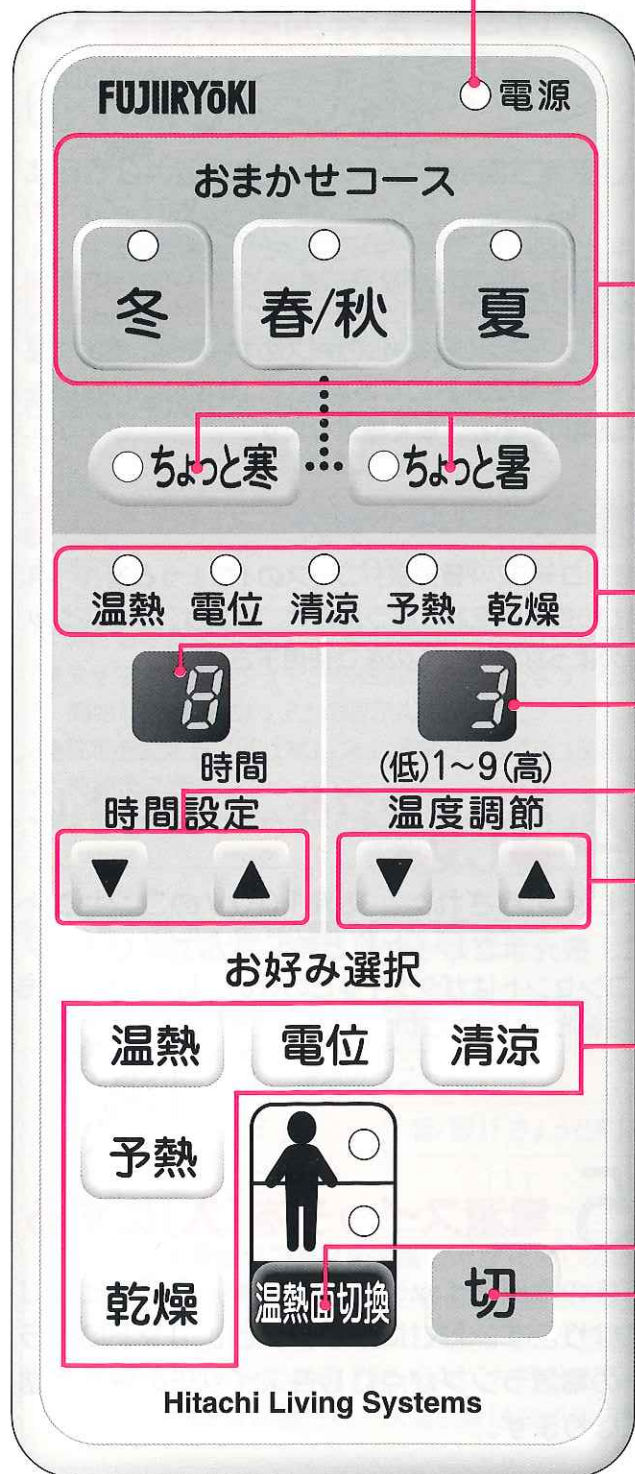 FUJIIRYōKI 電源
おまかせコース
冬 春/秋 夏
ちょっと寒 ちょっと暑
温熱 電位 清涼 予熱 乾燥
8 3
時間 (低)1～9(高)
時間設定 温度調節
▼ ▲ ▼ ▲
お好み選択
温熱 電位 清涼
予熱
乾燥 温熱面切換 切
Hitachi Living Systems